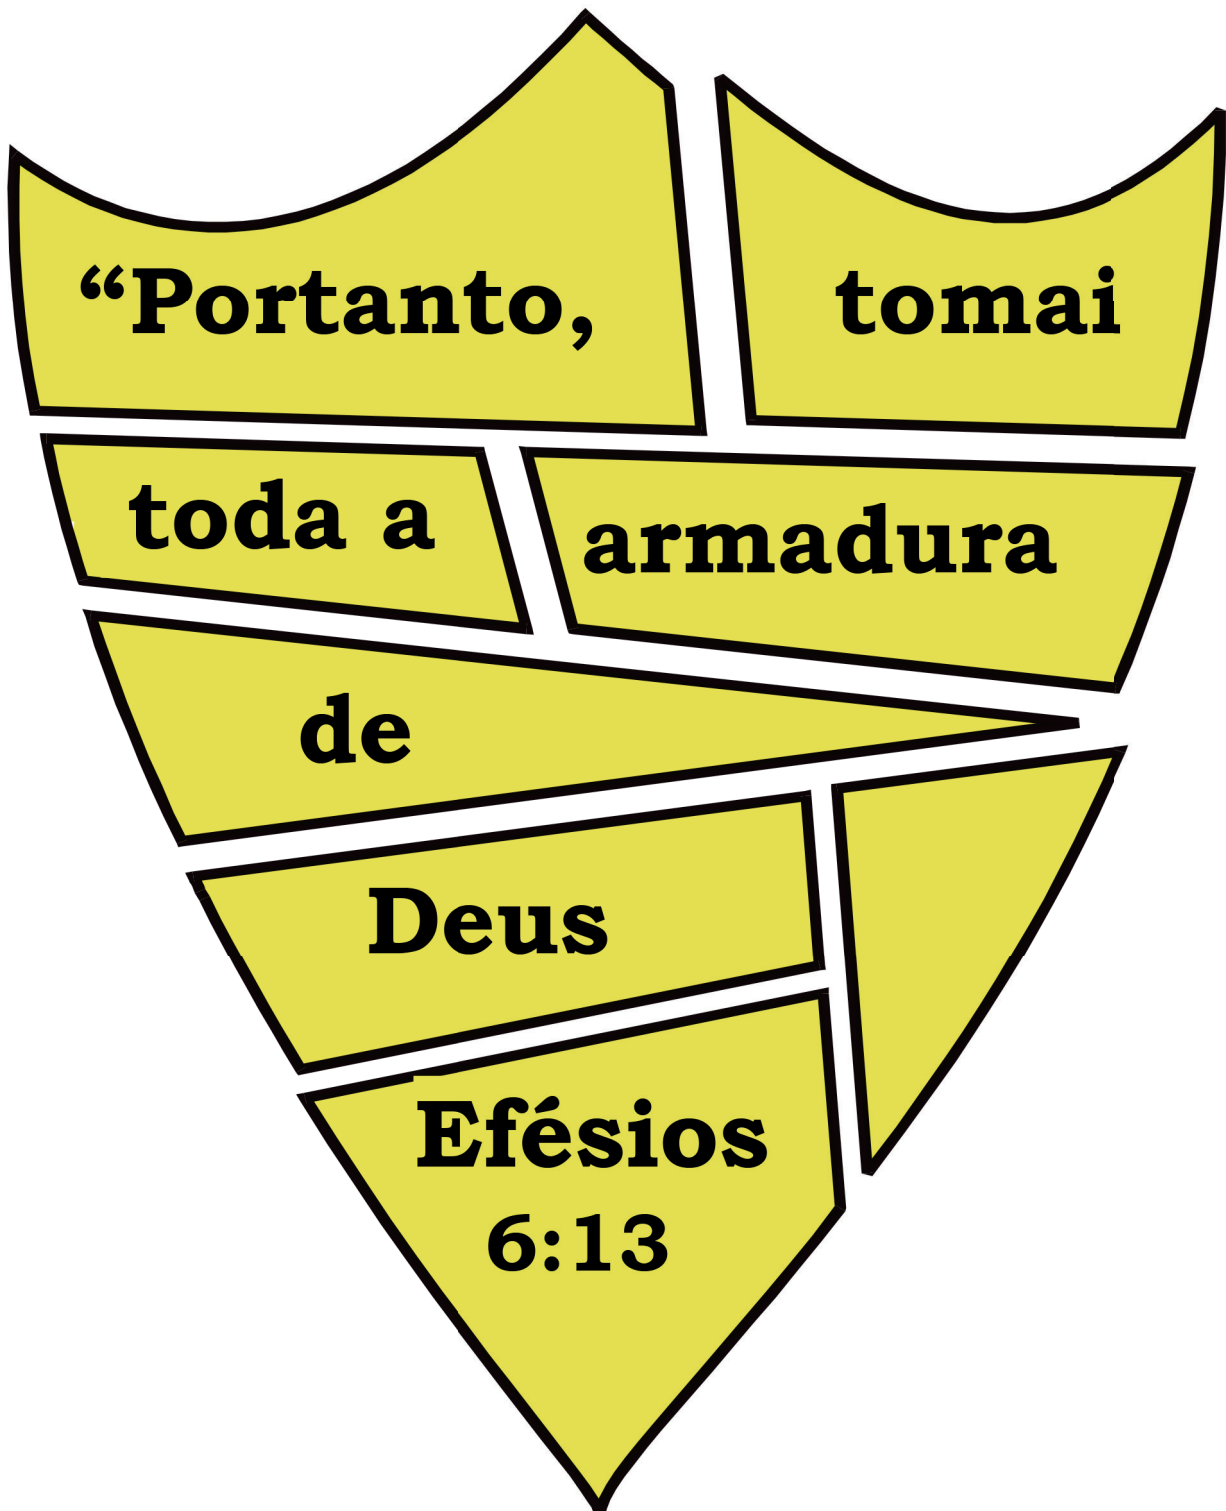 “Portanto, tomai
toda a armadura
de
Deus
Efésios
6:13